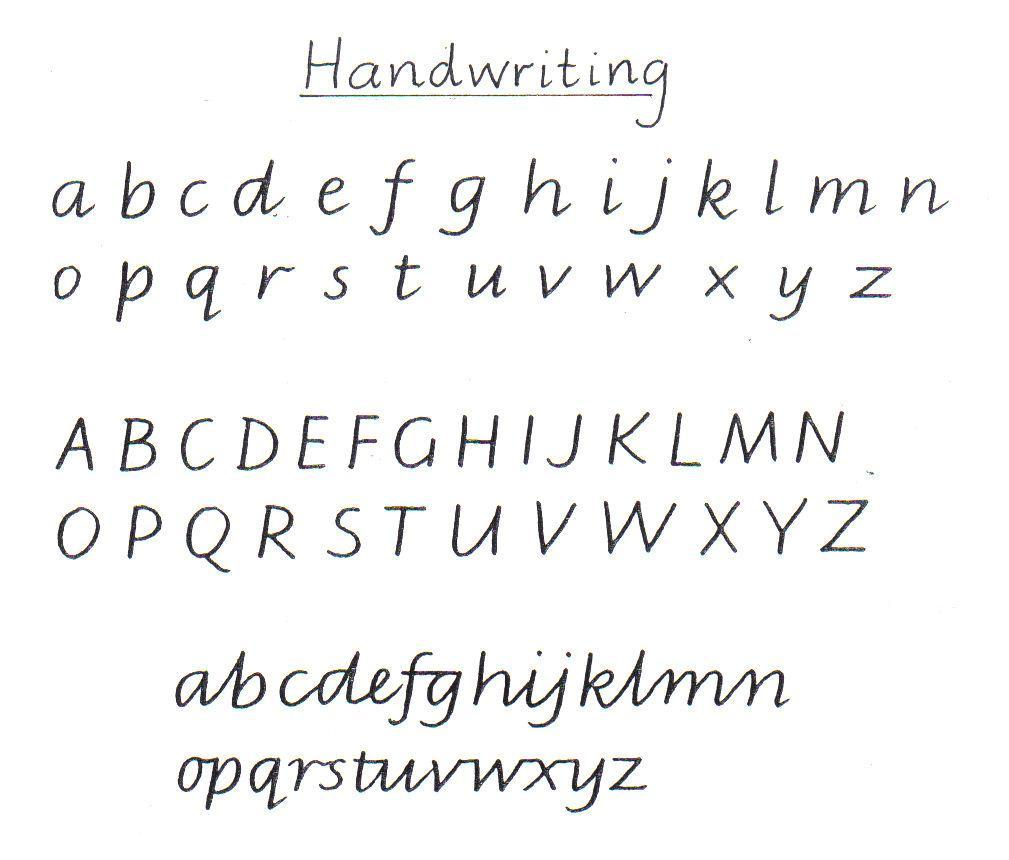 Handwriting
a b c d e f g h i j k l m n
o p q r s t u v w x y z
A B C D E F G H I J K L M N
O P Q R S T U V W X Y Z
abcdefghijklmn
opqrstuvwxyz